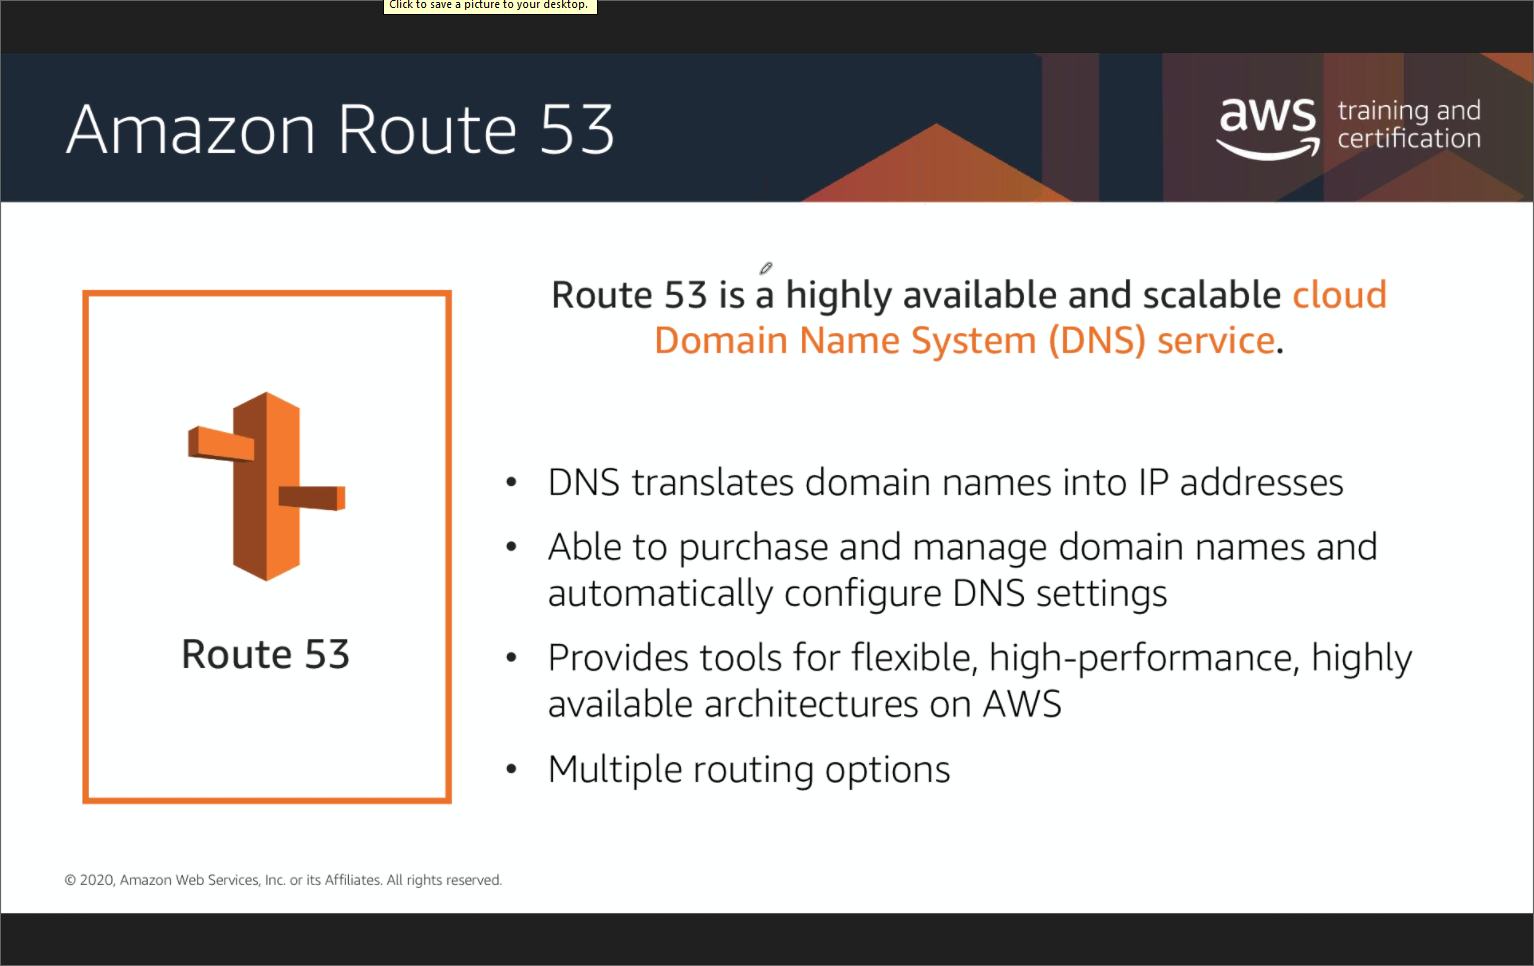 Click to save a picture to your desktop.
Amazon Route 53
aws training and
certification
Route 53 is a highly available and scalable cloud
Domain Name System (DNS) service.
Route 53
• DNS translates domain names into IP addresses
• Able to purchase and manage domain names and
automatically configure DNS settings
• Provides tools for flexible, high-performance, highly
available architectures on AWS
• Multiple routing options
© 2020, Amazon Web Services, Inc. or its Affiliates. All rights reserved.